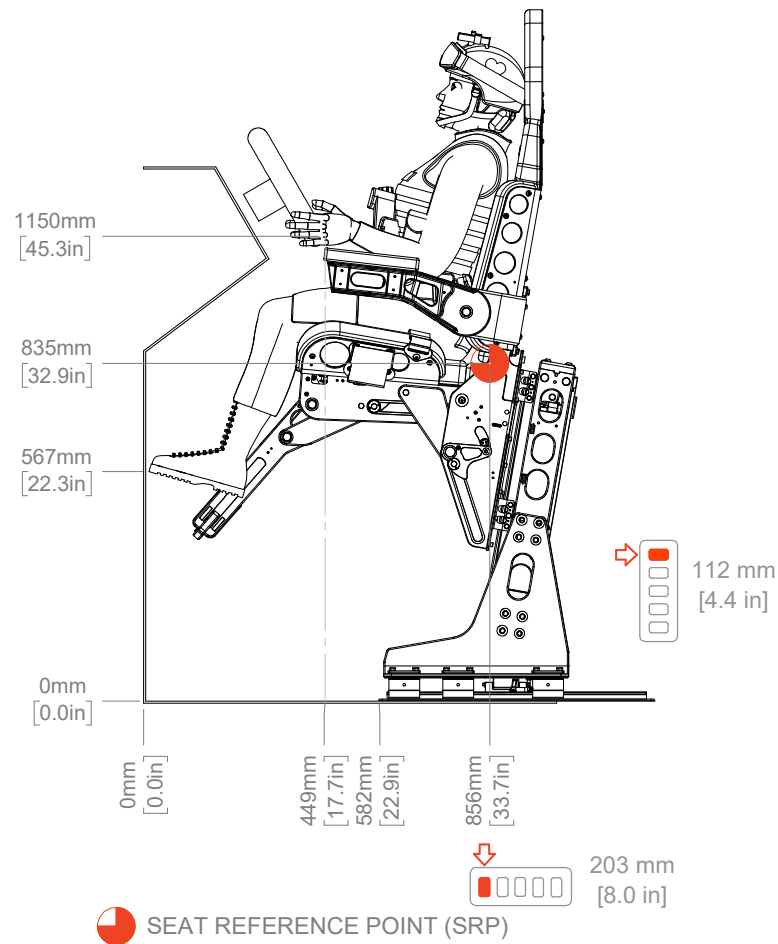 1150mm
[45.3in]
835mm
[32.9in]
567mm
[22.3in]
112 mm
[4.4 in]
0mm
[0.0in]
0mm
[0.0in]
449mm
[17.7in]
582mm
[22.9in]
856mm
[33.7in]
203 mm
[8.0 in]
SEAT REFERENCE POINT (SRP)